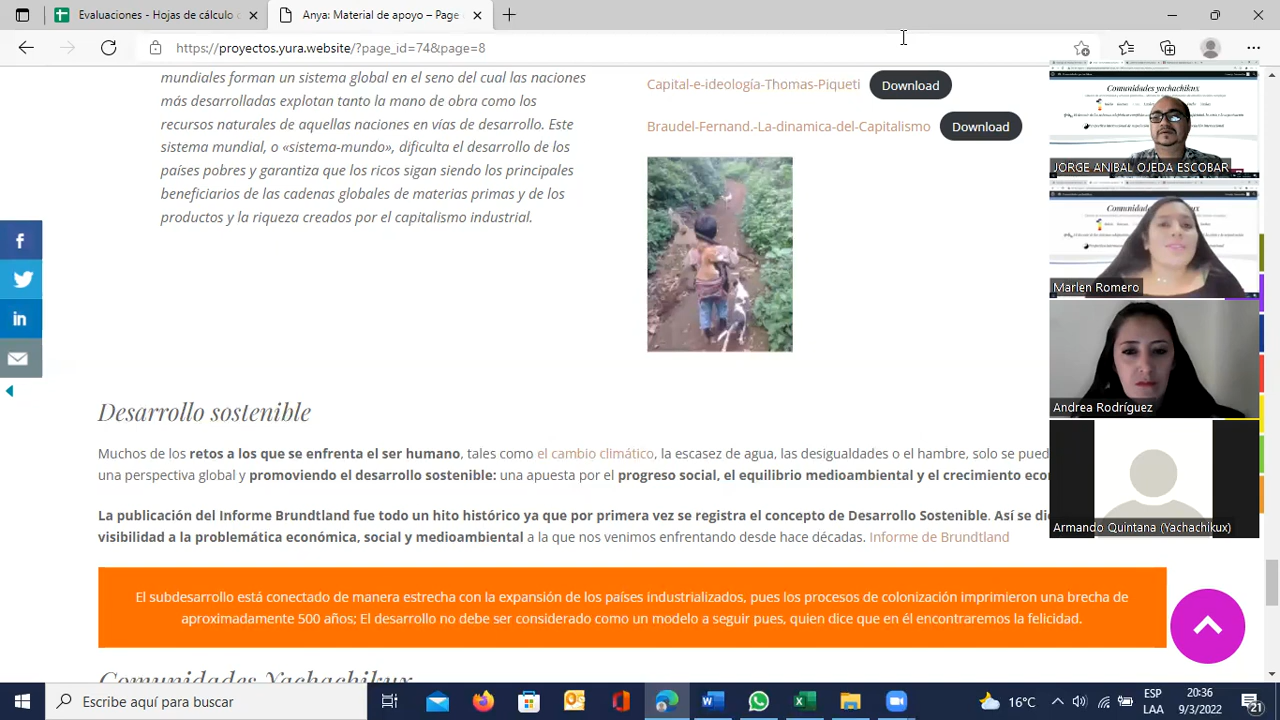 Evaluaciones de proyectos
Ayuda: Material de apoyo – Page
https://proyectos.yura.website/?page_id=74&page=8
mundiales forman un sistema global en el cual las naciones
más desarrolladas explotan tanto la mano de obra como
los recursos naturales de aquellas en desarrollo. Este
sistema mundial, o «sistema-mundo», dificulta el desarrollo de los
países pobres y garantiza que los ricos sigan siendo los principales
beneficiarios de las cadenas globales de mercancías y los
productos y la riqueza creados por el capitalismo industrial.
Capital-e-ideología-Thomas-Piqueti Download
Braudel-Fernand.-La-dinamica-del-Capitalismo Download
Desarrollo sostenible
Muchos de los retos a los que se enfrenta el ser humano, tales como el cambio climático, la escasez de agua, las desigualdades o el hambre, solo se pued
una perspectiva global y promoviendo el desarrollo sostenible: una apuesta por el progreso social, el equilibrio medioambiental y el crecimiento eco
La publicación del Informe Brundtland fue todo un hito histórico ya que por primera vez se registra el concepto de Desarrollo Sostenible. Así se di
visibilidad a la problemática económica, social y medioambiental a la que nos venimos enfrentando desde hace décadas. Informe de Brundtland
El subdesarrollo está conectado de manera estrecha con la expansión de los países industrializados, pues los procesos de colonización imprimieron una brecha de
aproximadamente 500 años; El desarrollo no debe ser considerado como un modelo a seguir pues, quien dice que en él encontraremos la felicidad.
Comunidades Yachachikux
Comunidades yachachikux
JORGE ANIBAL OJEDA ESCOBAR
Marlen Romero
Andrea Rodríguez
Armando Quintana (Yachachikux)
Escribe aquí para buscar
16°C
ESP
LAA
20:36
9/3/2022
21